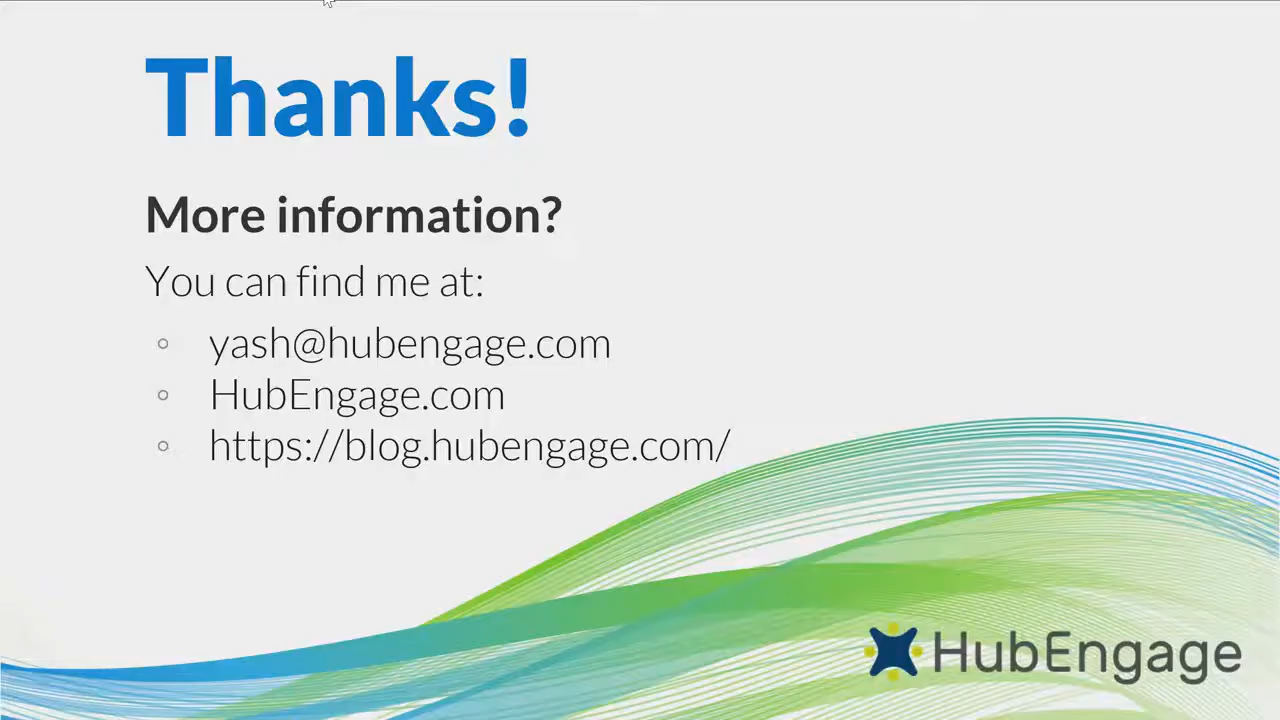 Thanks!
More information?
You can find me at:
yash@hubengage.com
HubEngage.com
https://blog.hubengage.com/
HubEngage